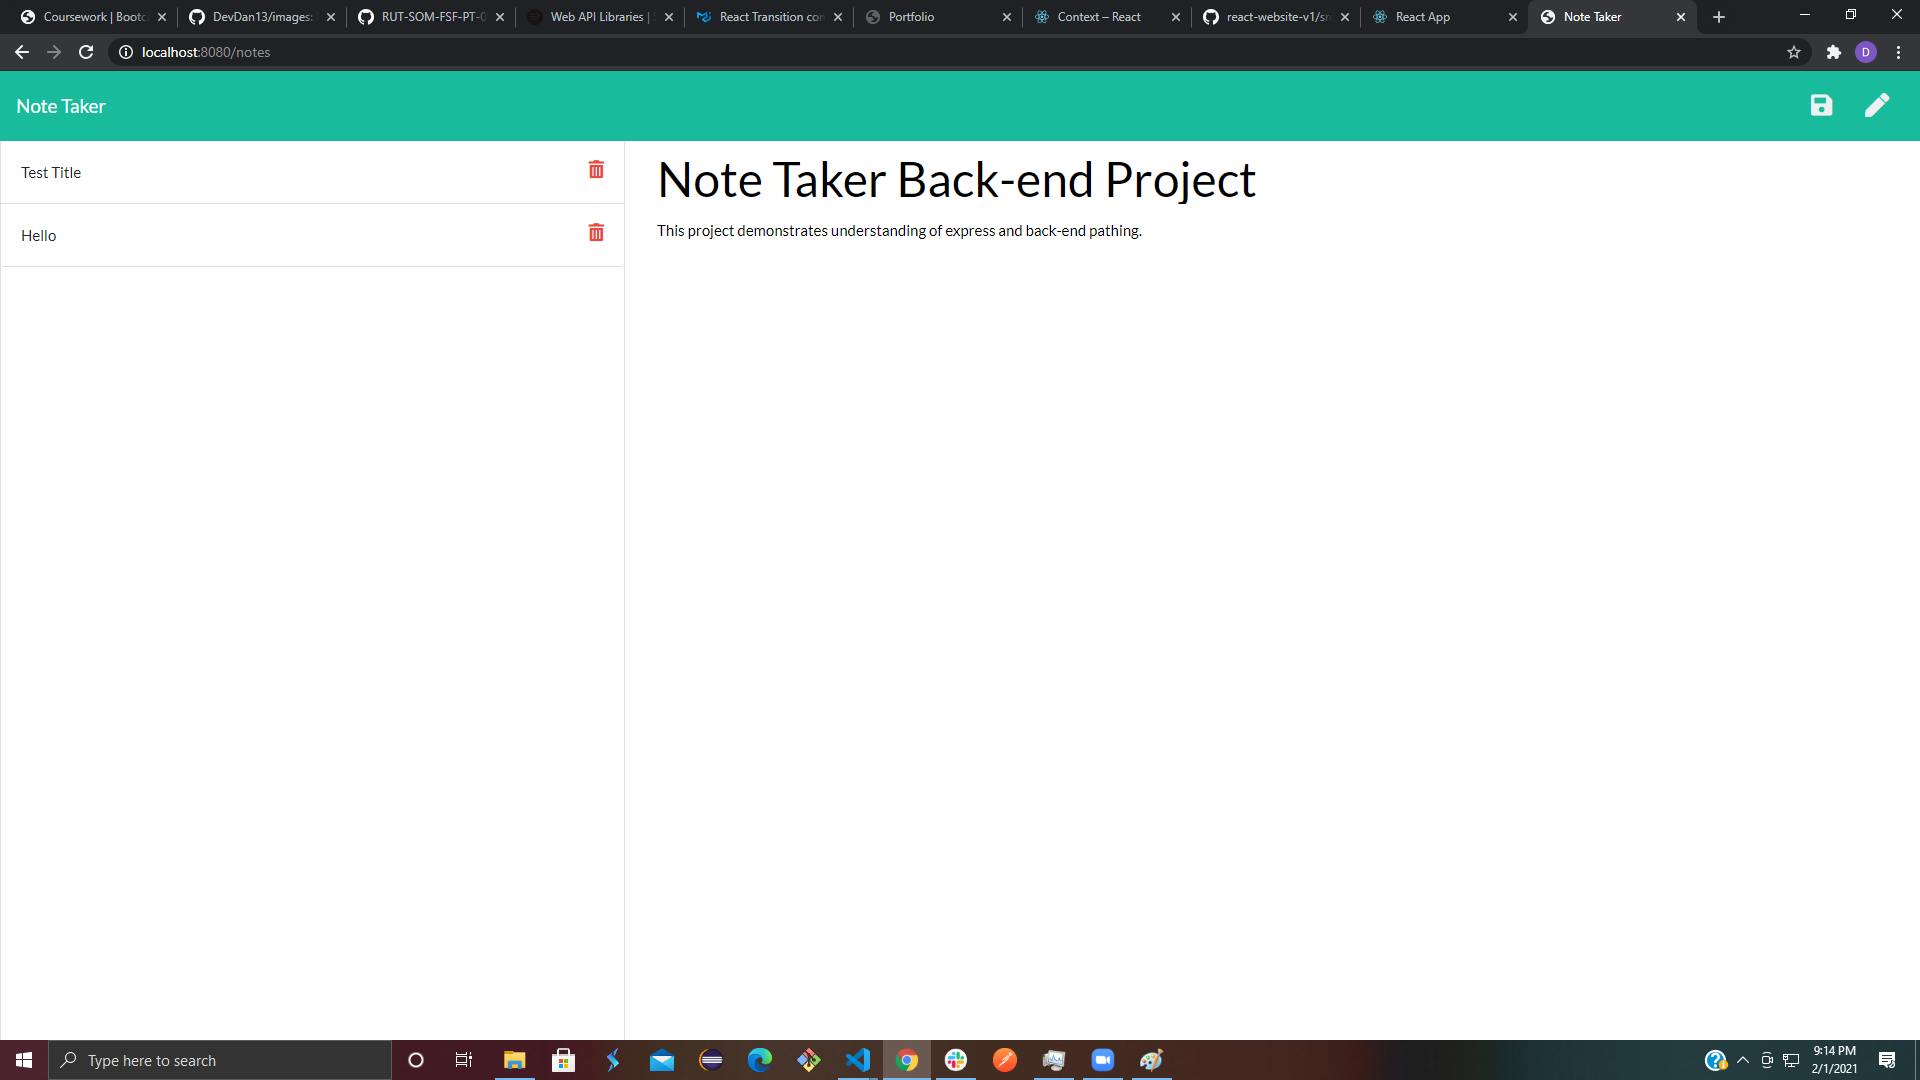 Coursework | Bootc
DevDan13/images:
RUT-SOM-FSF-PT-0
Web API Libraries |
React Transition con
Portfolio
Context – React
react-website-v1/sr
React App
Note Taker
localhost:8080/notes
D
Note Taker
Test Title
Hello
Note Taker Back-end Project
This project demonstrates understanding of express and back-end pathing.
Type here to search
9:14 PM
2/1/2021